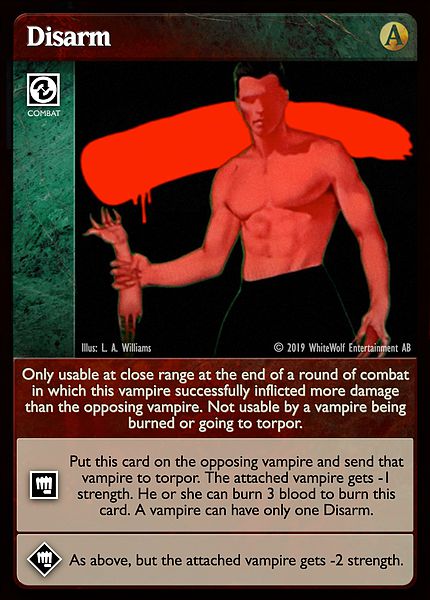 Disarm
A
COMBAT
Illus: L. A. Williams
© 2019 WhiteWolf Entertainment AB
Only usable at close range at the end of a round of combat
in which this vampire successfully inflicted more damage
than the opposing vampire. Not usable by a vampire being
burned or going to torpor.
Put this card on the opposing vampire and send that
vampire to torpor. The attached vampire gets -1
strength. He or she can burn 3 blood to burn this
card. A vampire can have only one Disarm.
As above, but the attached vampire gets -2 strength.